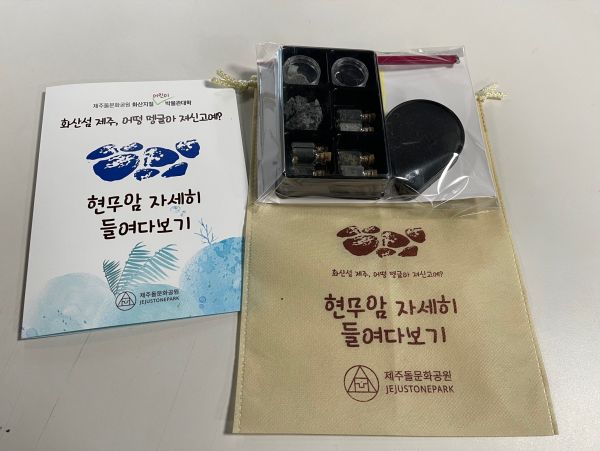 제주돌문화공원 화산지질 어린이 박물관대학
화산섬 제주, 어떵 멩글아 져신고예?
현무암 자세히
들여다보기
제주돌문화공원
JEJUSTONEPARK
화산섬 제주, 어떵 멩글아 져신고예?
현무암 자세히
들여다보기
제주돌문화공원
JEJUSTONEPARK